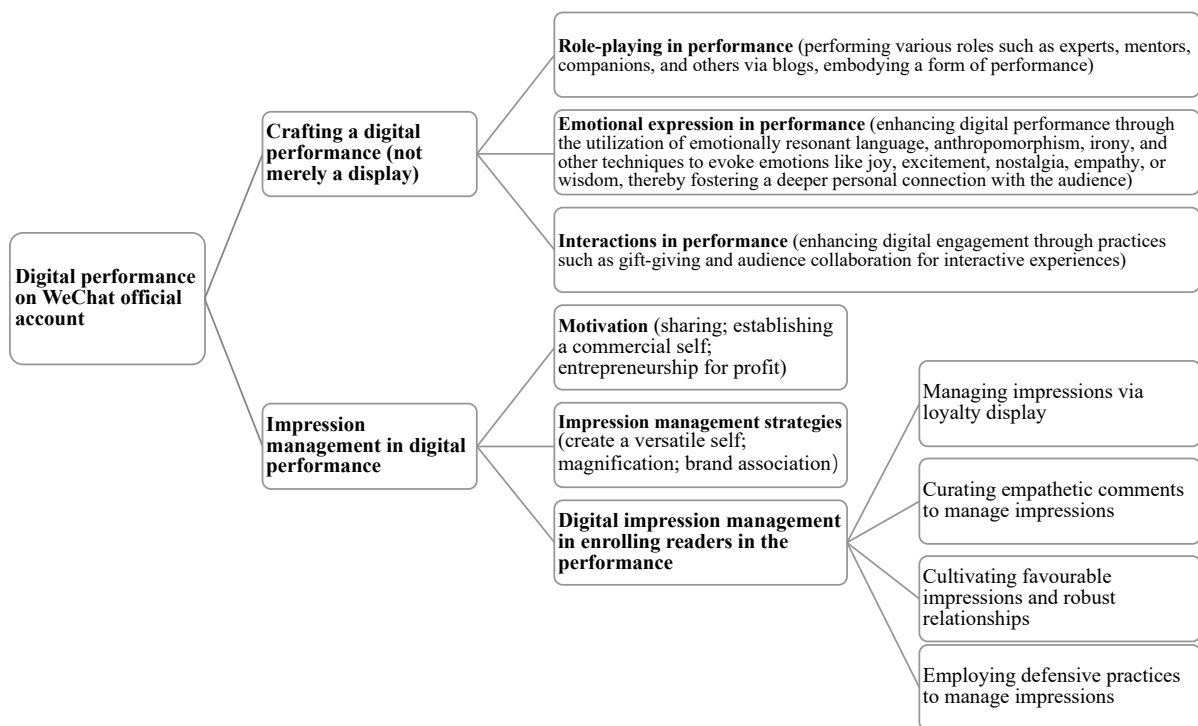 Role-playing in performance (performing various roles such as experts, mentors,
companions, and others via blogs, embodying a form of performance)
Crafting a digital
performance (not
merely a display)
Emotional expression in performance (enhancing digital performance through
the utilization of emotionally resonant language, anthropomorphism, irony, and
other techniques to evoke emotions like joy, excitement, nostalgia, empathy, or
wisdom, thereby fostering a deeper personal connection with the audience)
Interactions in performance (enhancing digital engagement through practices
such as gift-giving and audience collaboration for interactive experiences)
Digital performance
on WeChat official
account
Motivation (sharing; establishing
a commercial self;
entrepreneurship for profit)
Impression
management in digital
performance
Impression management strategies
(create a versatile self;
magnification; brand association)
Digital impression management
in enrolling readers in the
performance
Managing impressions via
loyalty display
Curating empathetic comments
to manage impressions
Cultivating favourable
impressions and robust
relationships
Employing defensive practices
to manage impressions